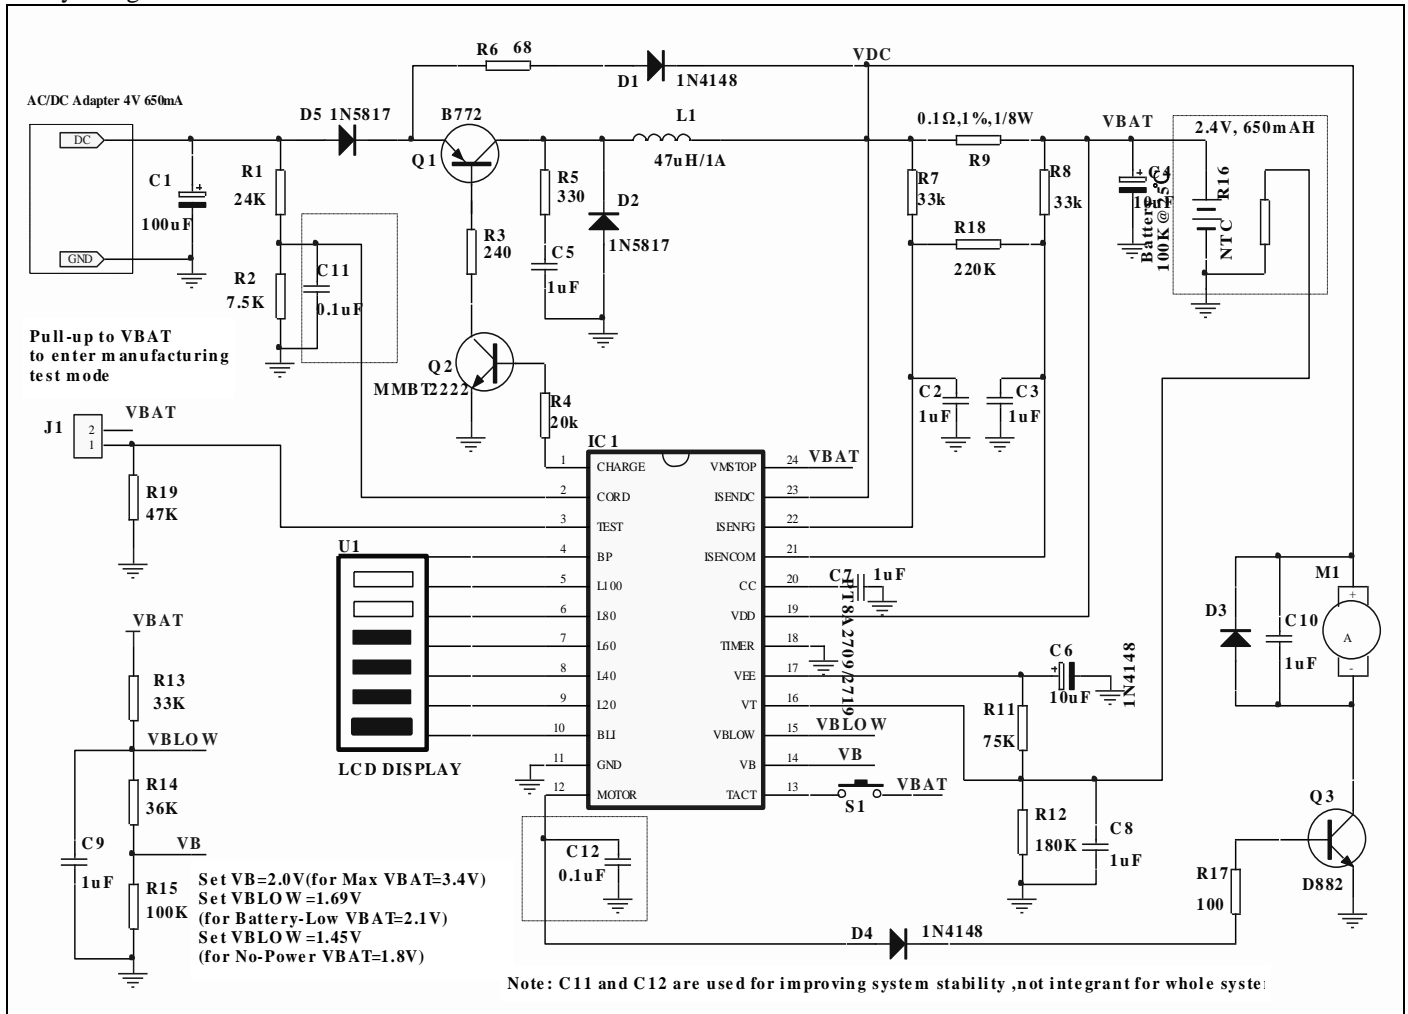 R6 68
VDC
D1 1N4148
AC/DC Adapter 4V 650mA
D5 1N5817
B772
L1
0.1Ω,1%,1/8W
VBAT
2.4V, 650mAH
DC
Q1
47uH/1A
R9
C1
100uF
R1
24K
R5
330
D2
1N5817
R7
33k
R8
33k
C4
10uF
Battery
100K@25℃
NTC R16
R3
240
R18
220K
GND
R2
7.5K
C11
0.1uF
C5
1uF
Pull-up to VBAT
to enter manufacturing
test mode
Q2
MMBT2222
R4
20k
C2
1uF
C3
1uF
J1
VBAT
2
1
IC1
1 CHARGE VMSTOP 24 VBAT
2 CORD ISENDC 23
3 TEST ISENFG 22
4 BP ISENCOM 21
5 L100 CC 20
6 L80 VDD 19
7 L60 TIMER 18
8 L40 VEE 17
9 L20 VT 16
10 BLI VBLOW 15 VBLOW
11 GND VB 14 VB
12 MOTOR TACT 13 VBAT
S1
PT8A2709/2719
C7 1uF
R19
47K
U1
LCD DISPLAY
C6
10uF
1N4148
D3
C10
1uF
M1
+
A
-
VBAT
R13
33K
VBLOW
R14
36K
VB
C9
1uF
R15
100K
R11
75K
R12
180K
C8
1uF
Q3
D882
R17
100
C12
0.1uF
Set VB=2.0V(for Max VBAT=3.4V)
Set VBLOW=1.69V
(for Battery-Low VBAT=2.1V)
Set VBLOW=1.45V
(for No-Power VBAT=1.8V)
D4 1N4148
Note: C11 and C12 are used for improving system stability ,not integrant for whole syste